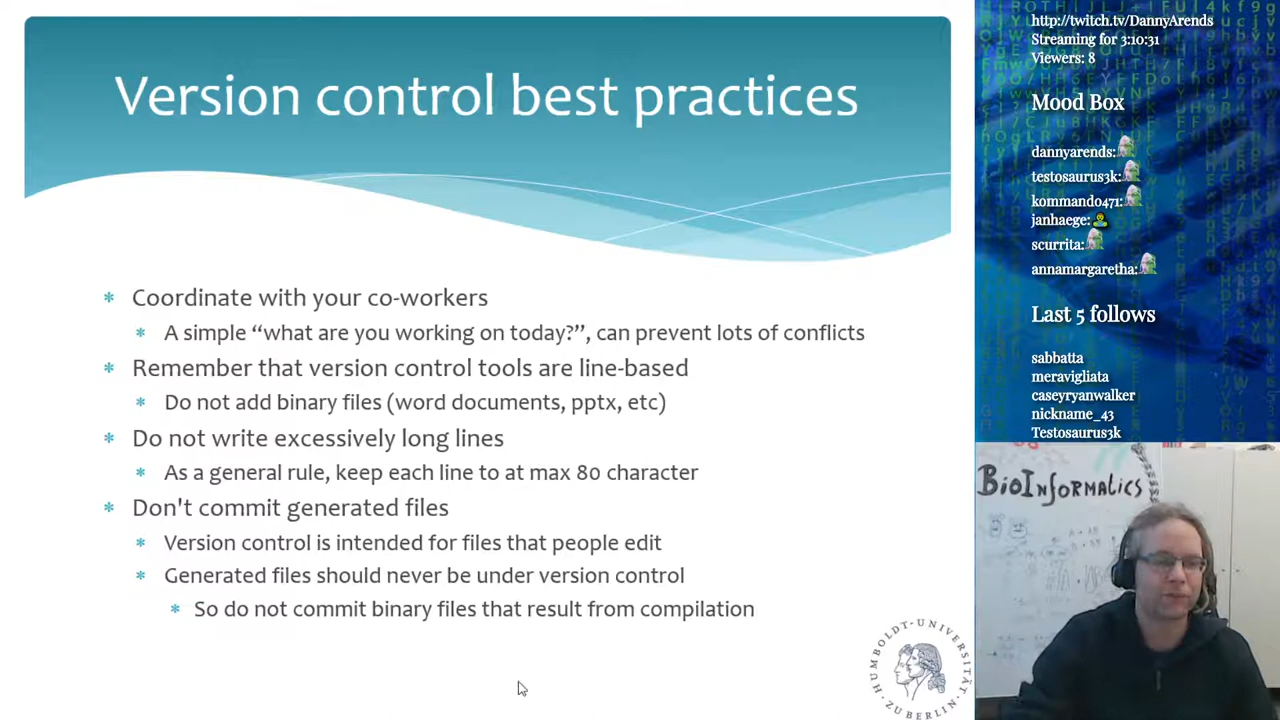 Version control best practices
* Coordinate with your co-workers
* A simple “what are you working on today?”, can prevent lots of conflicts
* Remember that version control tools are line-based
* Do not add binary files (word documents, pptx, etc)
* Do not write excessively long lines
* As a general rule, keep each line to at max 80 character
* Don't commit generated files
* Version control is intended for files that people edit
* Generated files should never be under version control
* So do not commit binary files that result from compilation
HUMBOLDT-UNIVERSITÄT
ZU BERLIN
http://twitch.tv/DannyArends
Streaming for 3:10:31
Viewers: 8
Mood Box
dannyarends:
testosaurus3k:
kommando471:
janhaege:
scurrita:
annamargaretha:
Last 5 follows
sabbatta
meravigliata
caseyryanwalker
nickname_43
Testosaurus3k
BioInformatics